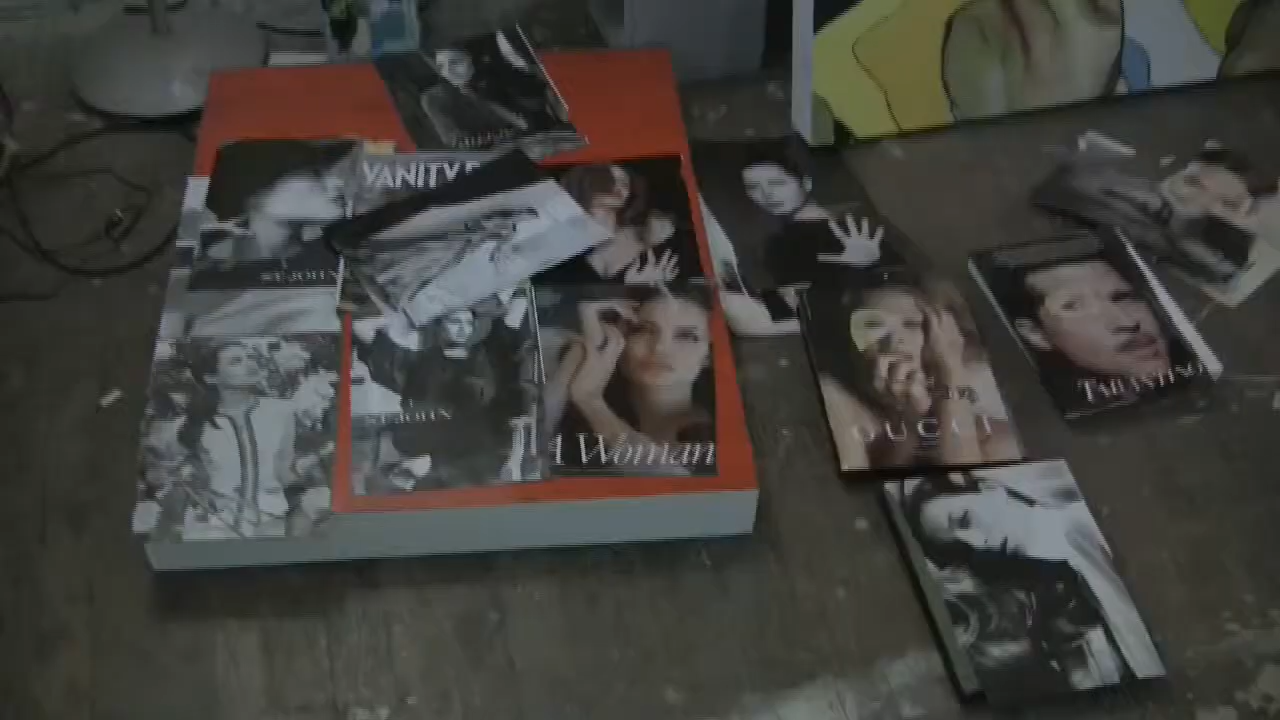 VANITY F
ST. JOHN
ST. JOHN
A Woman
GUCCI
TARANTINO